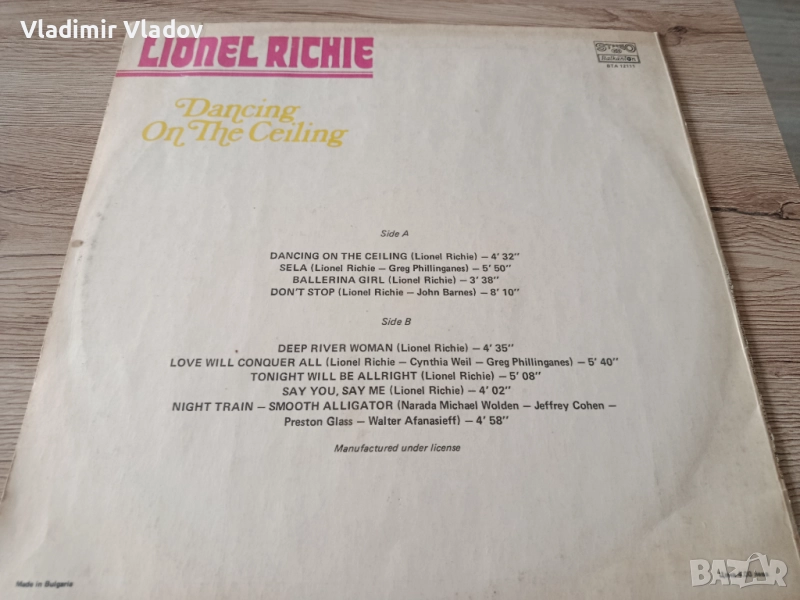 Vladimir Vladov
LIONEL RICHIE
STEREO
Balkanton
BTA 12117
Dancing
On The Ceiling
Side A
DANCING ON THE CEILING (Lionel Richie) — 4' 32''
SELA (Lionel Richie — Greg Phillinganes) — 5' 50''
BALLERINA GIRL (Lionel Richie) — 3' 38''
DON'T STOP (Lionel Richie — John Barnes) — 8' 10''
Side B
DEEP RIVER WOMAN (Lionel Richie) — 4' 35''
LOVE WILL CONQUER ALL (Lionel Richie — Cynthia Weil — Greg Phillinganes) — 5' 40''
TONIGHT WILL BE ALLRIGHT (Lionel Richie) — 5' 08''
SAY YOU, SAY ME (Lionel Richie) — 4' 02''
NIGHT TRAIN — SMOOTH ALLIGATOR (Narada Michael Wolden — Jeffrey Cohen —
Preston Glass — Walter Afanasieff) — 4' 58''
Manufactured under license
Made in Bulgaria
BAZAR